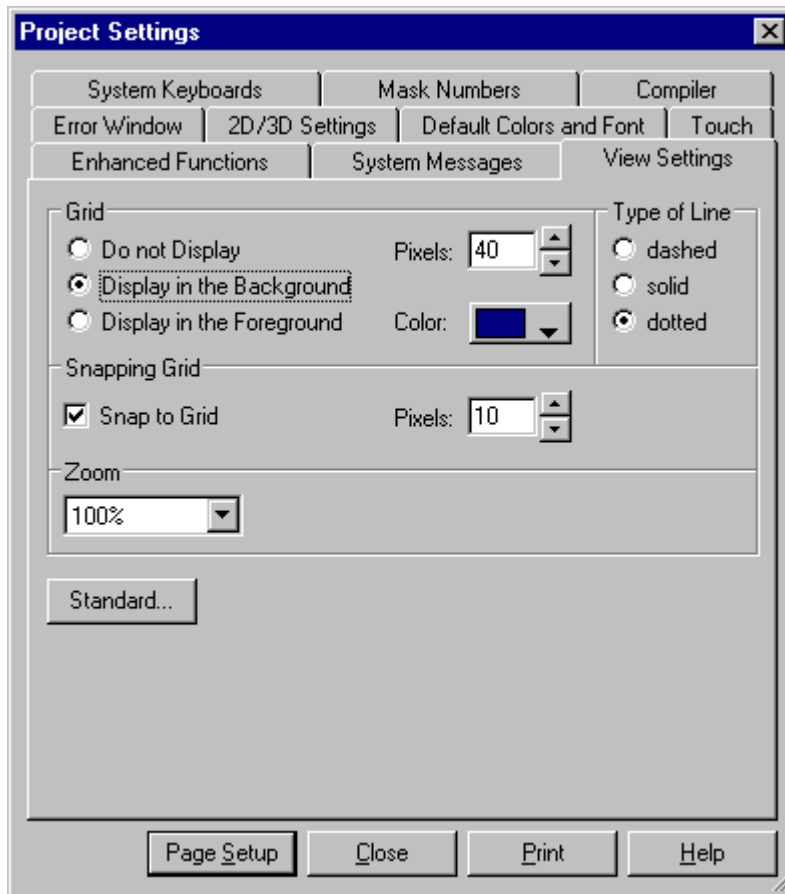 Project Settings
System Keyboards Mask Numbers Compiler
Error Window 2D/3D Settings Default Colors and Font Touch
Enhanced Functions System Messages View Settings
Grid Type of Line
Do not Display Pixels: 40 dashed
Display in the Background solid
Display in the Foreground Color: dotted
Snapping Grid
Snap to Grid Pixels: 10
Zoom
100%
Standard...
Page Setup Close Print Help